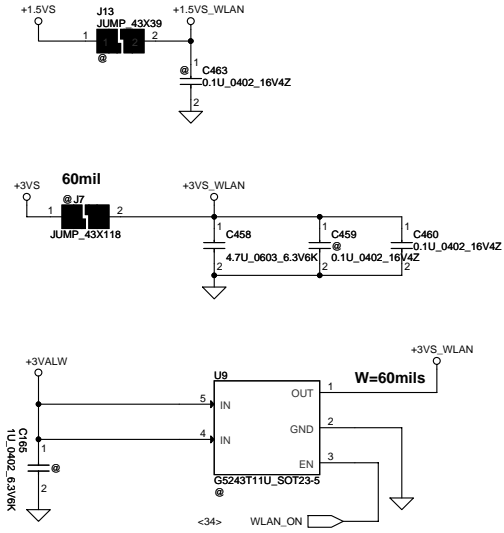 J13
+1.5VS
JUMP_43X39
+1.5VS_WLAN
1 1 2 2
@
@ 1 C463
0.1U_0402_16V4Z
2
60mil
+3VS
@ J7
+3VS_WLAN
1 2
JUMP_43X118
1 C458
4.7U_0603_6.3V6K
2
1 C459
@
0.1U_0402_16V4Z
2
1 C460
0.1U_0402_16V4Z
2
+3VALW
U9
+3VS_WLAN
W=60mils
5 IN
OUT 1
4 IN
GND 2
EN 3
C165
1U_0402_6.3V6K
1
@
2
G5243T11U_SOT23-5
@
<34> WLAN_ON